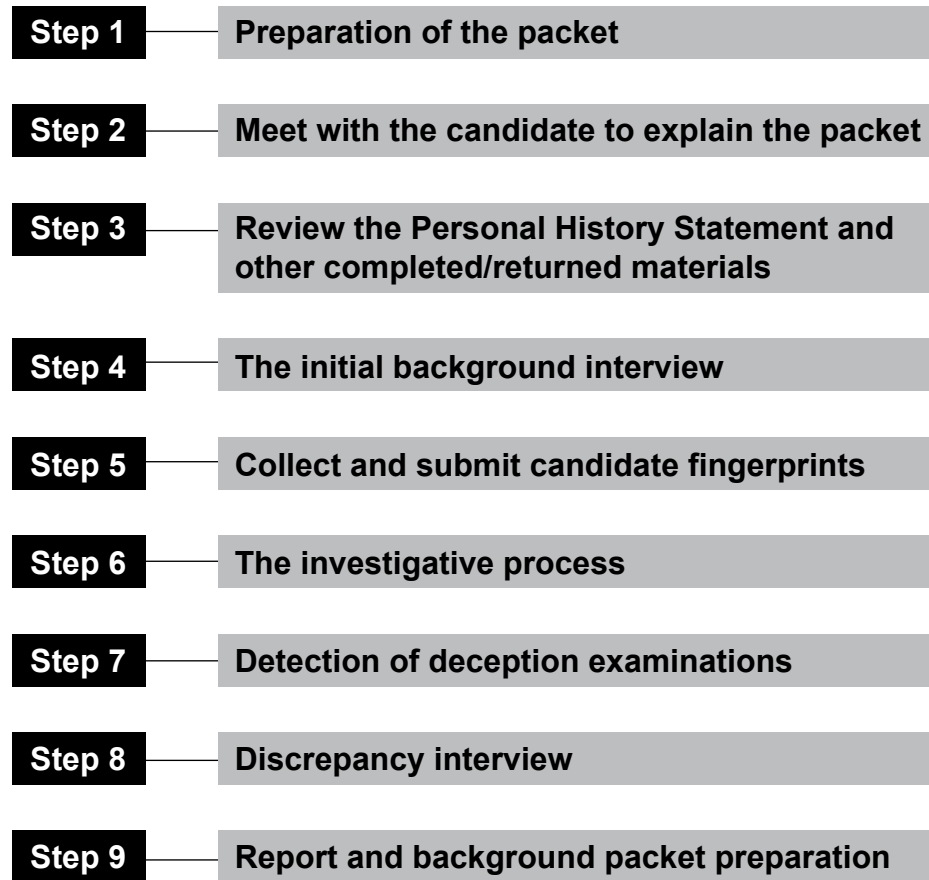 Step 1 Preparation of the packet
Step 2 Meet with the candidate to explain the packet
Step 3 Review the Personal History Statement and
other completed/returned materials
Step 4 The initial background interview
Step 5 Collect and submit candidate fingerprints
Step 6 The investigative process
Step 7 Detection of deception examinations
Step 8 Discrepancy interview
Step 9 Report and background packet preparation